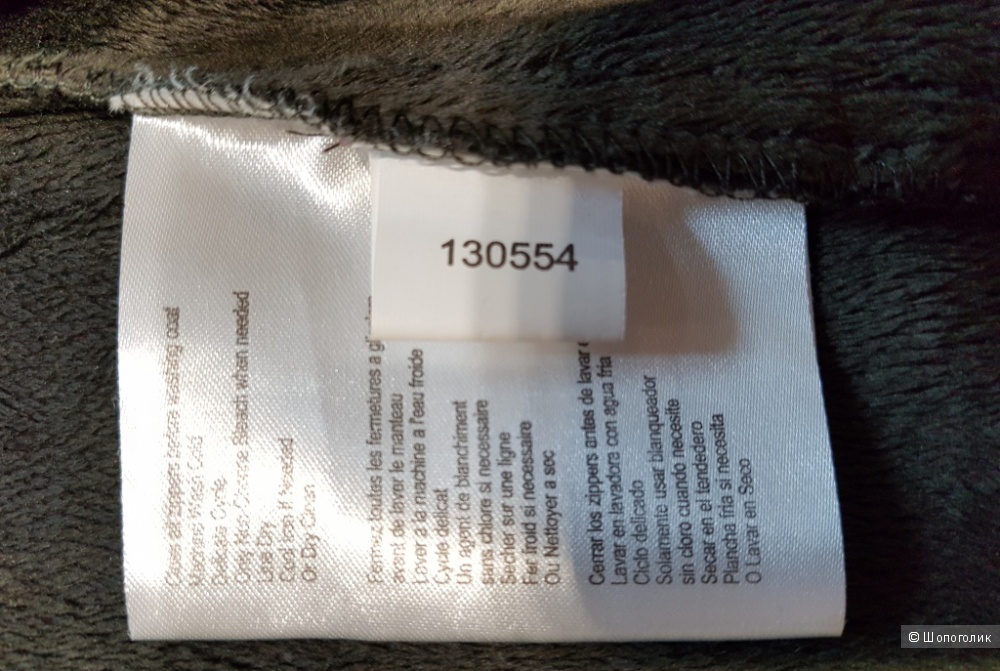 130554
Close all zippers before washing coat
Machine Wash Cold
Delicate Cycle
Only Non-Chlorine Bleach when needed
Line Dry
Cool Iron If Needed
Or Dry Clean
Fermez toutes les fermetures a
avant de laver le manteau
Lover a la machine a l'eau froide
Cycle delicat
Un agent de blanchiment
sans chlore si necessaire
Secher sur une ligne
Fer froid si necessaire
Ou Nettoyer a sec
Cerrar los zippers antes de lavar
Lavar en lavadora con agua fria
Ciclo delicado
Solamente usar blanqueador
sin cloro cuando necesite
Secar en el tendedero
Plancha fria si necesita
O Lavar en Seco
© Шопоголик